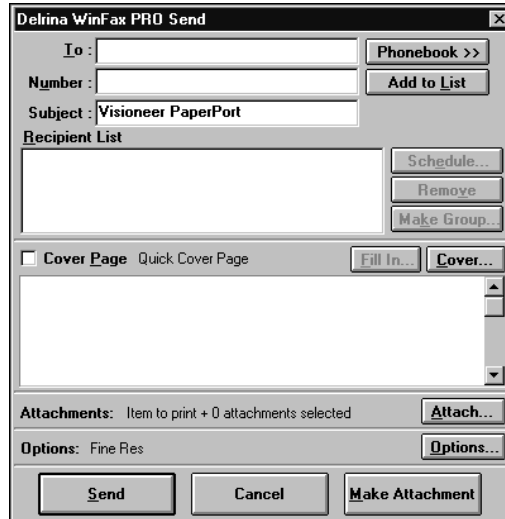 Delrina WinFax PRO Send
To :
Phonebook >>
Number :
Add to List
Subject : Visioneer PaperPort
Recipient List
Schedule...
Remove
Make Group...
Cover Page Quick Cover Page Fill In... Cover...
Attachments: Item to print + 0 attachments selected Attach...
Options: Fine Res Options...
Send Cancel Make Attachment